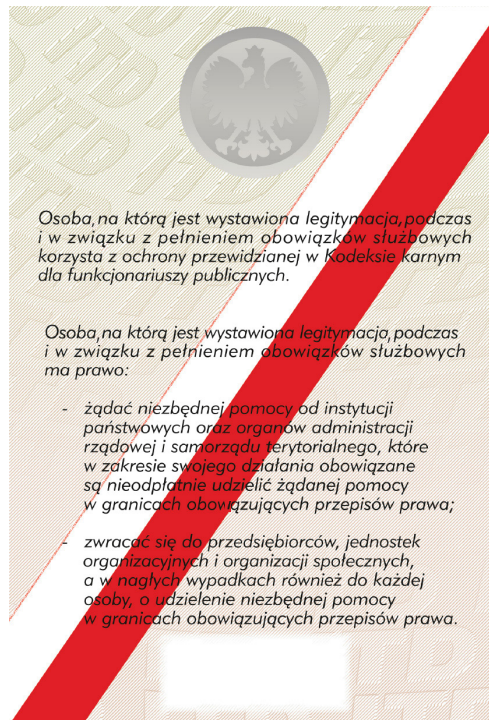 Osoba, na którą jest wystawiona legitymacja, podczas
i w związku z pełnieniem obowiązków służbowych
korzysta z ochrony przewidzianej w Kodeksie karnym
dla funkcjonariuszy publicznych.
Osoba, na którą jest wystawiona legitymacja, podczas
i w związku z pełnieniem obowiązków służbowych
ma prawo:
- żądać niezbędnej pomocy od instytucji
państwowych oraz organów administracji
rządowej i samorządu terytorialnego, które
w zakresie swojego działania obowiązane
są nieodpłatnie udzielić żądanej pomocy
w granicach obowiązujących przepisów prawa;
- zwracać się do przedsiębiorców, jednostek
organizacyjnych i organizacji społecznych,
a w nagłych wypadkach również do każdej
osoby, o udzielenie niezbędnej pomocy
w granicach obowiązujących przepisów prawa.